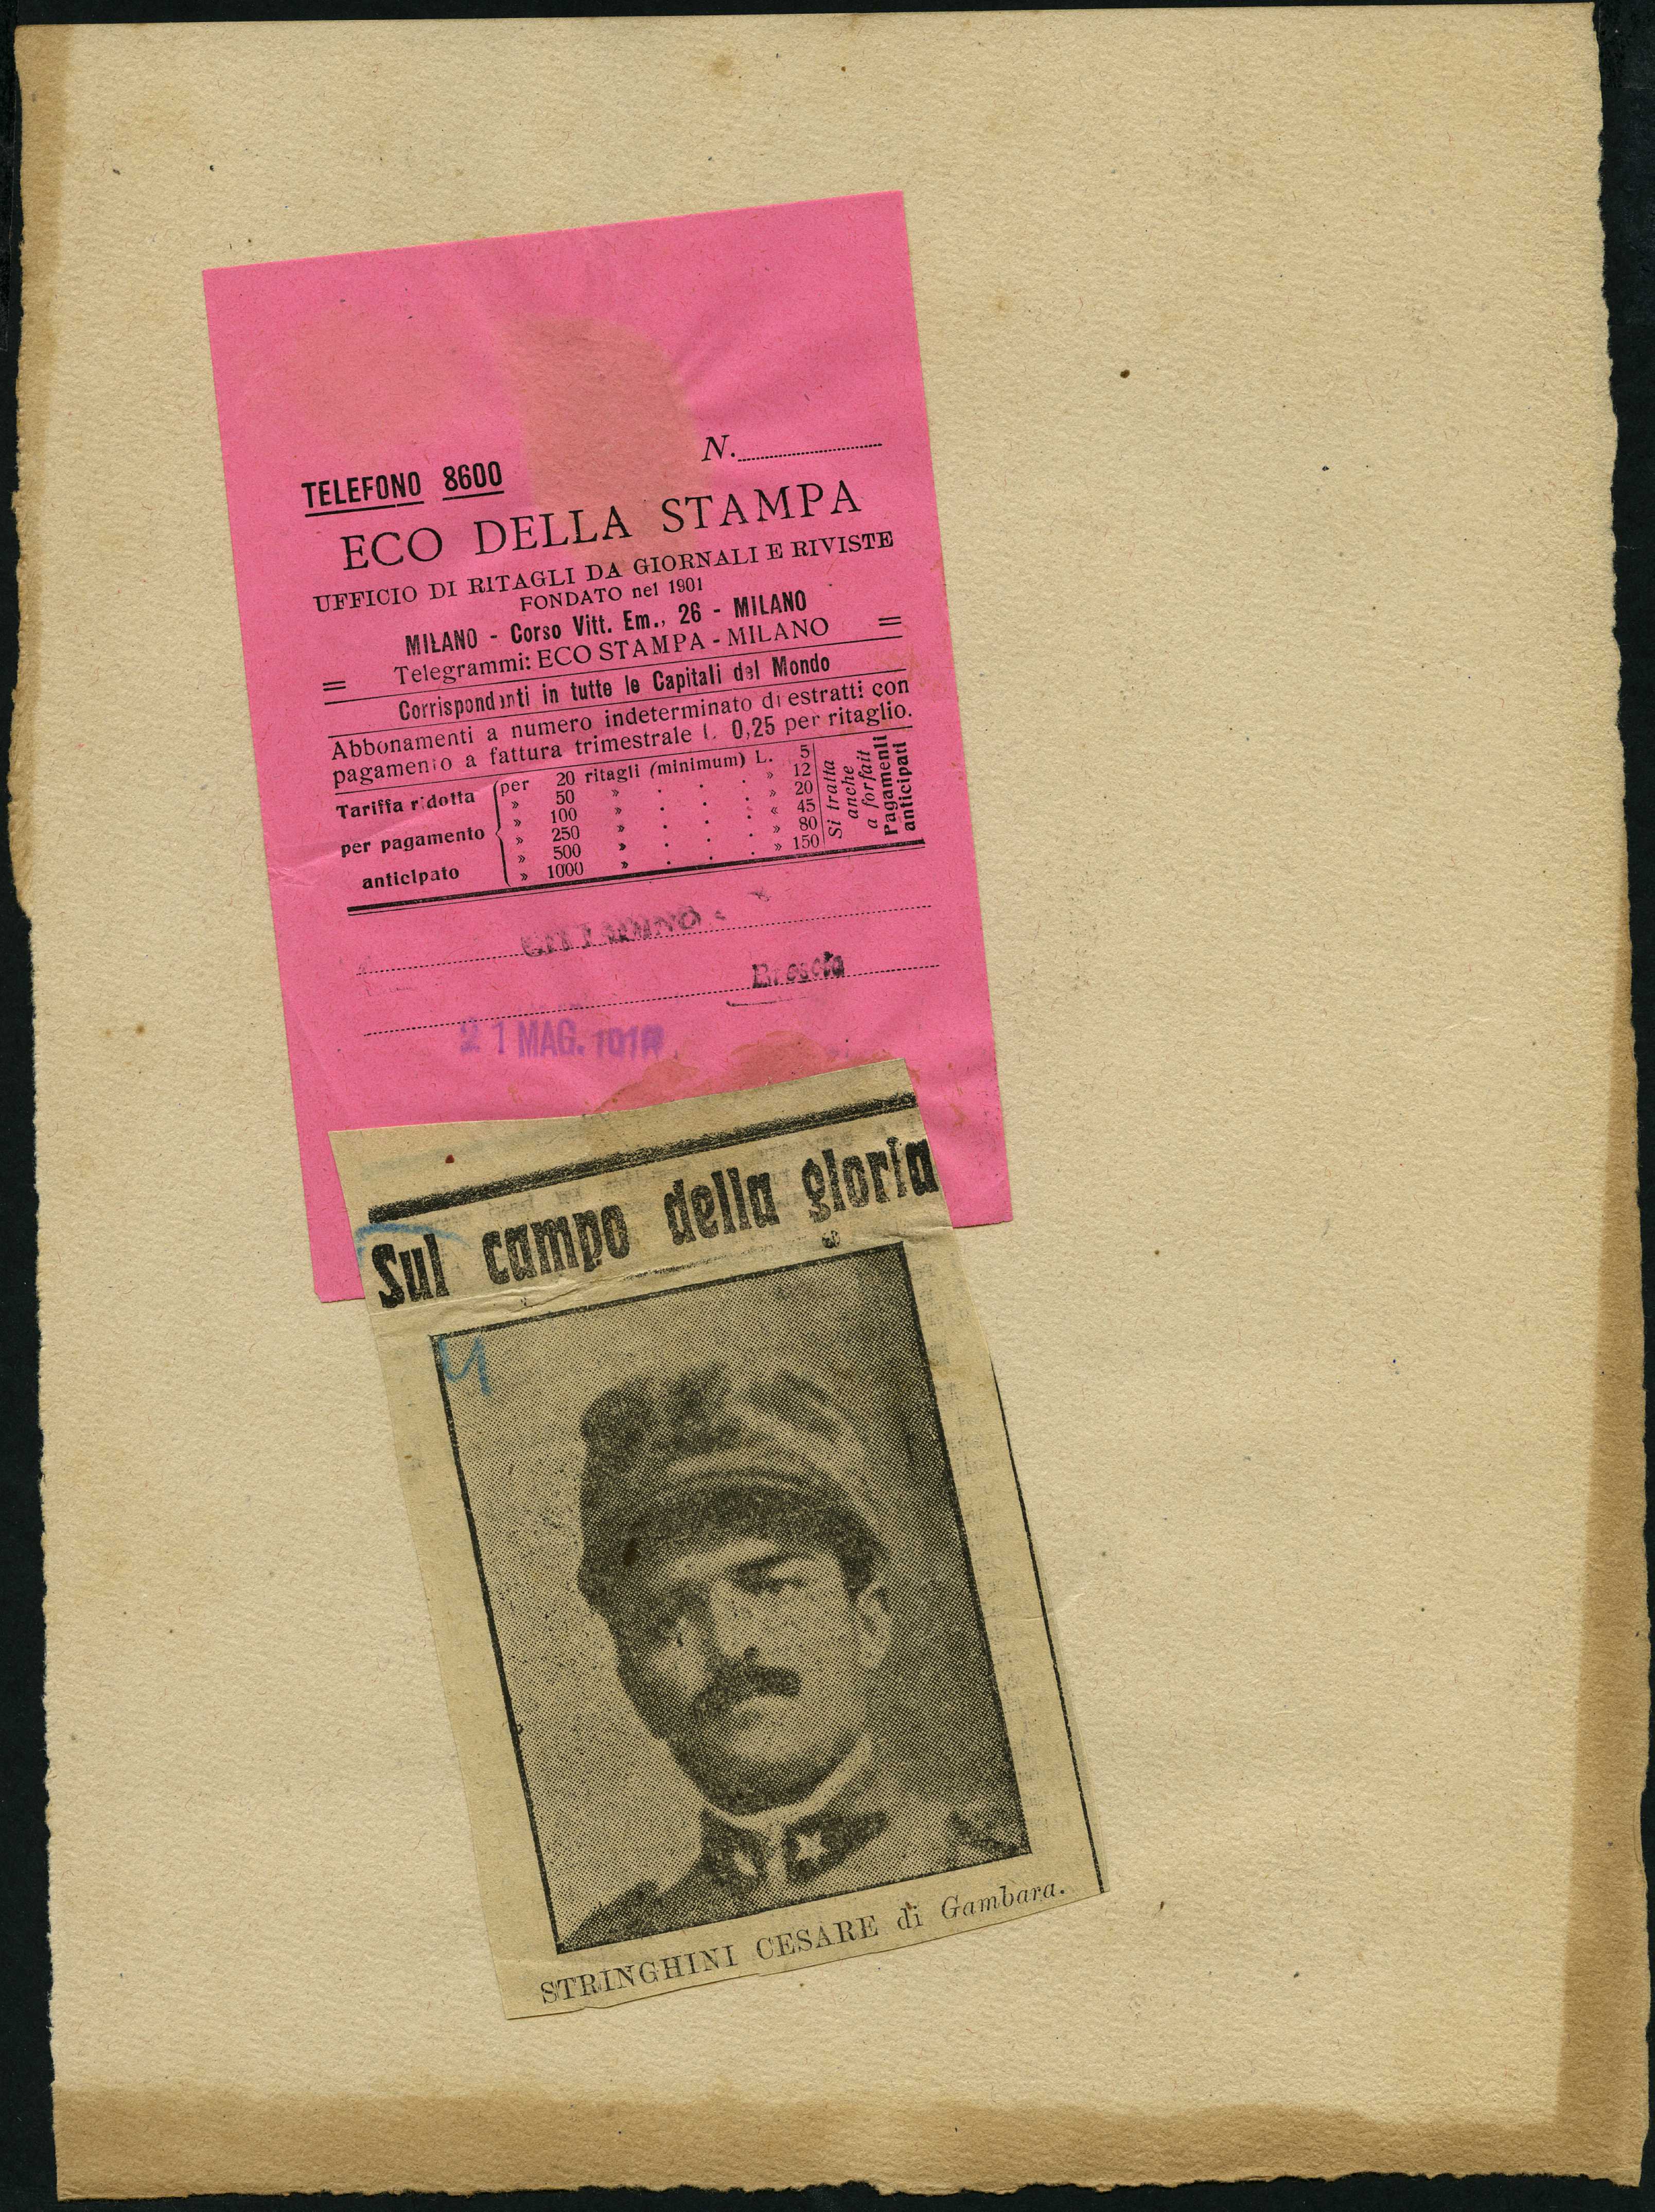 N.
TELEFONO 8600
ECO DELLA STAMPA
UFFICIO DI RITAGLI DA GIORNALI E RIVISTE
FONDATO nel 1901
MILANO - Corso Vitt. Em., 26 - MILANO
Telegrammi: ECO STAMPA - MILANO
Corrispondenti in tutte le Capitali del Mondo
Abbonamenti a numero indeterminato di estratti con
pagamento a fattura trimestrale L. 0,25 per ritaglio.
Tariffa ridotta
per pagamento
anticipato
per 20 ritagli (minimum) L. 5
» 50 » . . . » 12
» 100 » . . . » 20
» 250 » . . . « 45
» 500 » . . . » 80
» 1000 » . . . » 150
Si tratta
anche
a forfait
Pagamenti
anticipati
Brescia
21 MAG.
Sul campo della gloria
STRINGHINI CESARE di Gambara.